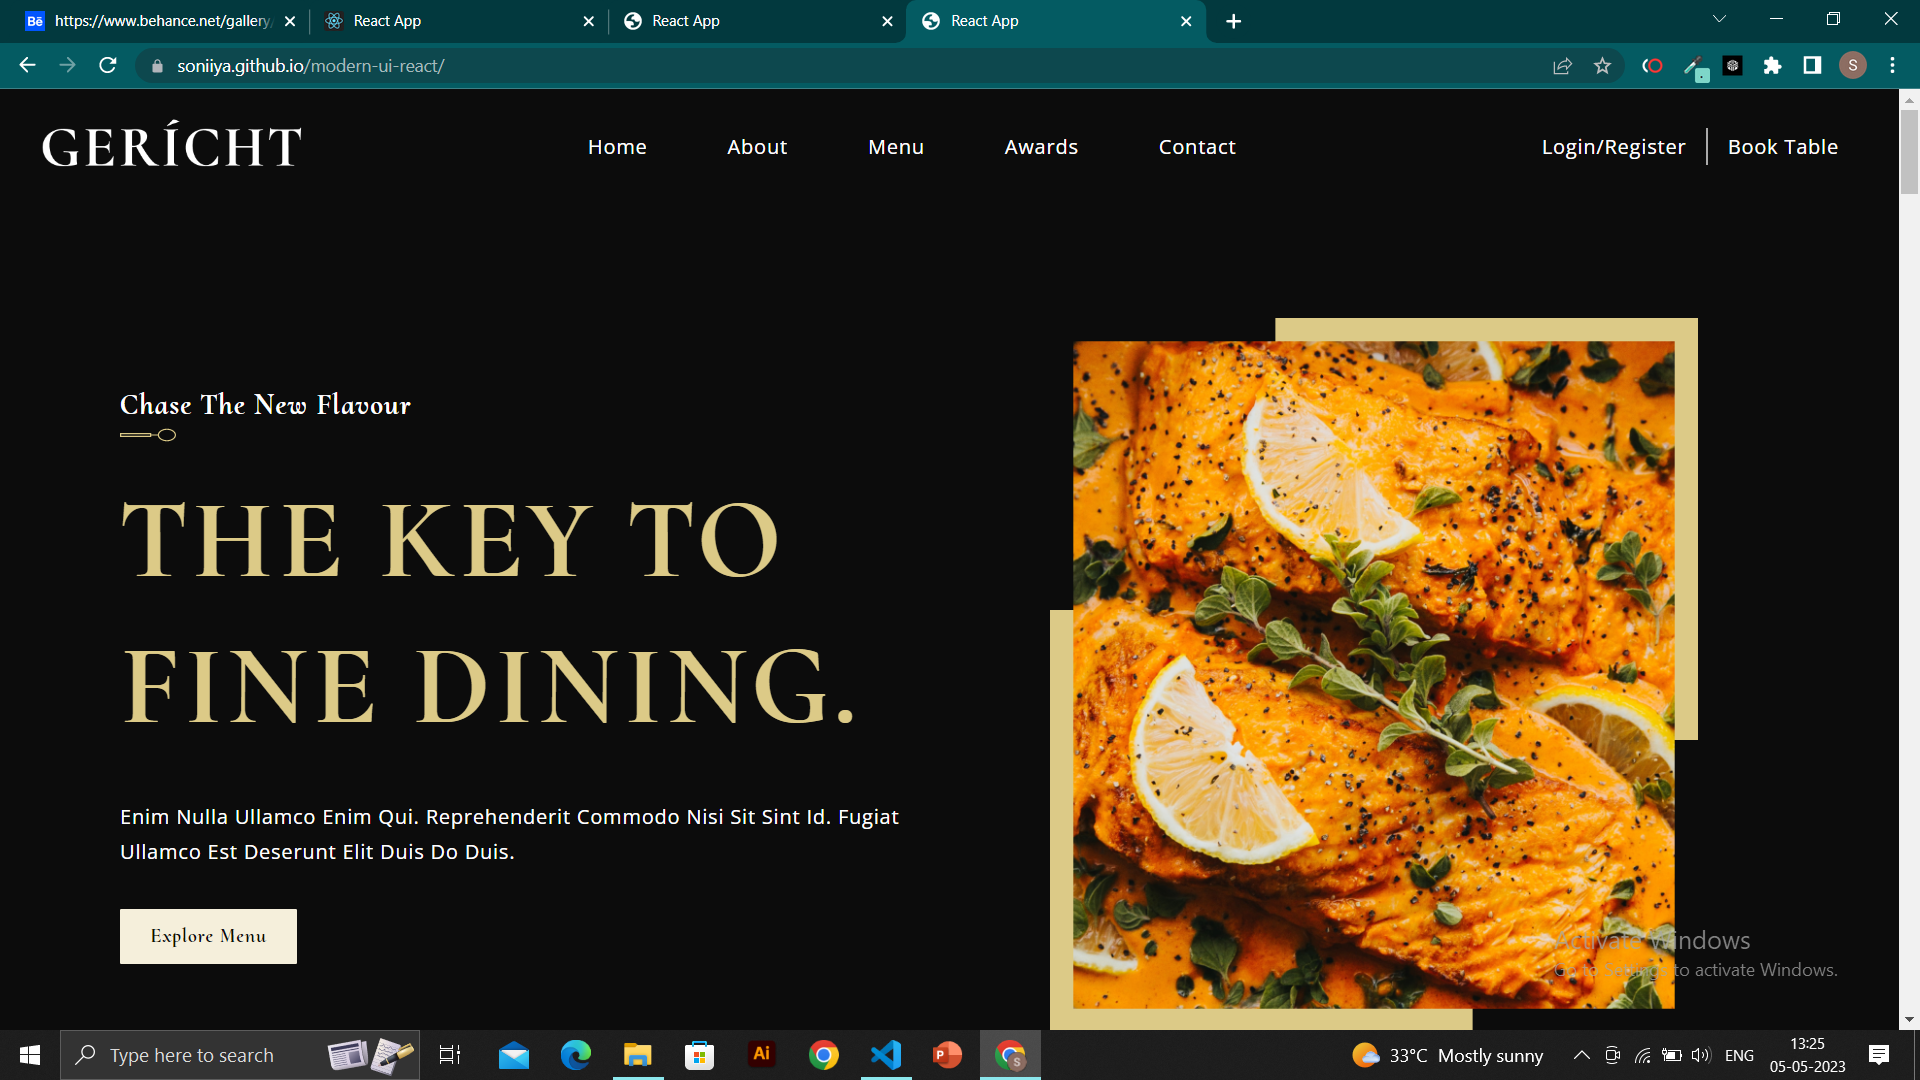 https://www.behance.net/gallery
React App
React App
React App
soniiya.github.io/modern-ui-react/
S
GERÍCHT
Home
About
Menu
Awards
Contact
Login/Register
Book Table
Chase The New Flavour
THE KEY TO
FINE DINING.
Enim Nulla Ullamco Enim Qui. Reprehenderit Commodo Nisi Sit Sint Id. Fugiat
Ullamco Est Deserunt Elit Duis Do Duis.
Explore Menu
Activate Windows
Go to Settings to activate Windows.
Type here to search
33°C Mostly sunny
ENG
13:25
05-05-2023